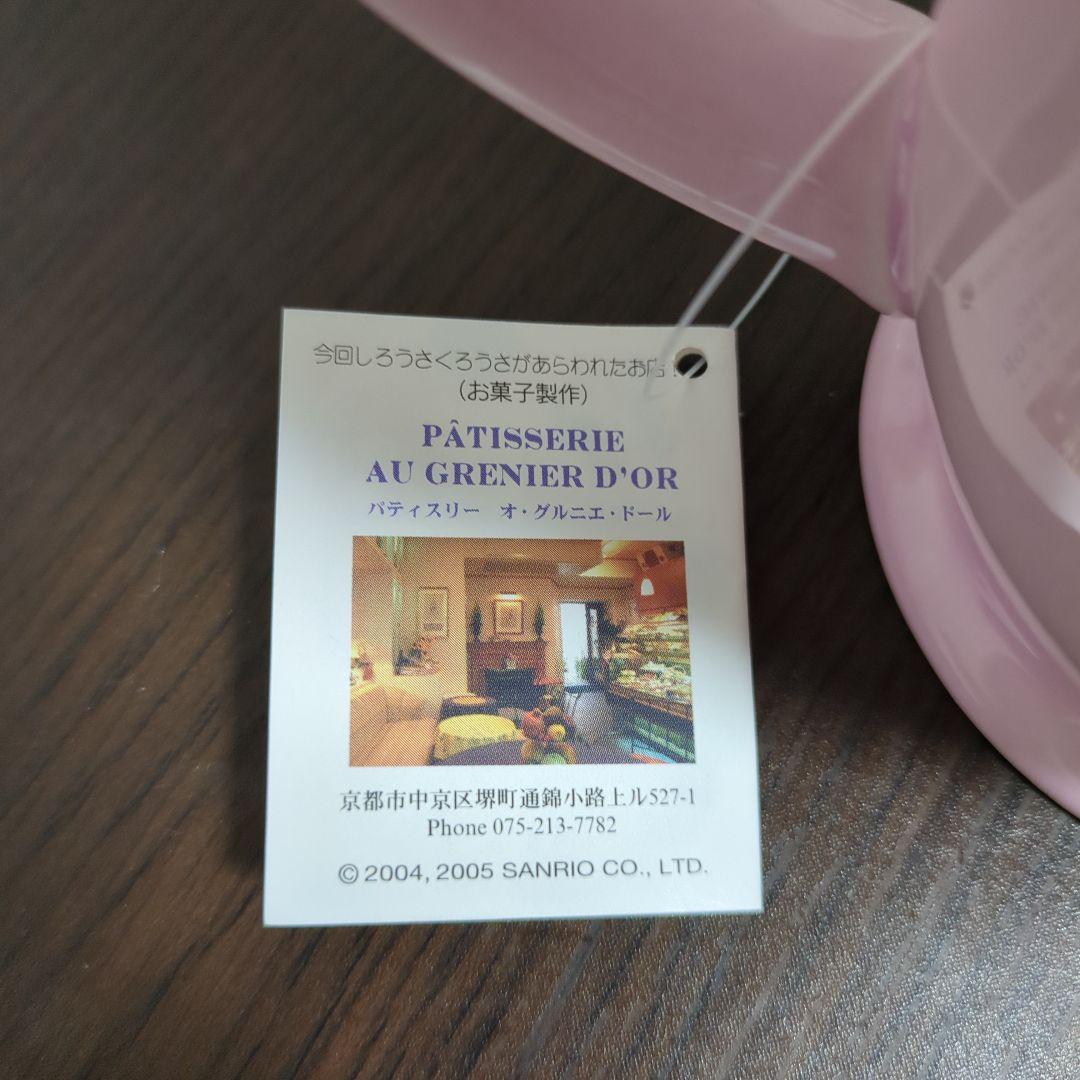 今回しろうさくろうさがあらわれたお店!
(お菓子製作)
PÂTISSERIE
AU GRENIER D'OR
パティスリー オ・グルニエ・ドール
京都市中京区堺町通錦小路上ル527-1
Phone 075-213-7782
©2004, 2005 SANRIO CO., LTD.